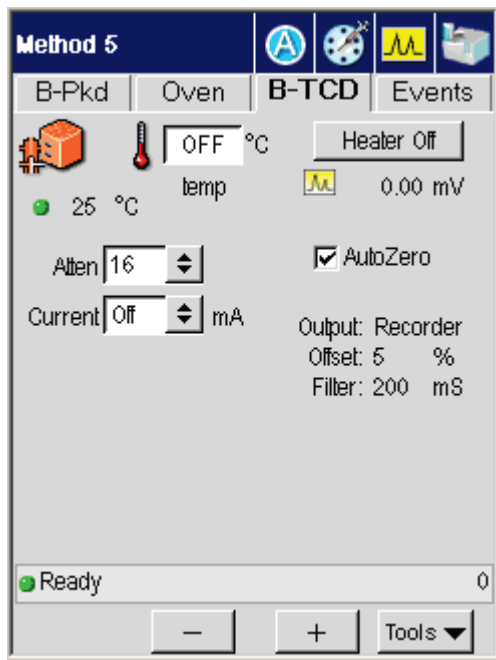 Method 5
A
B-Pkd Oven B-TCD Events
OFF °C Heater Off
temp 0.00 mV
25 °C
Atten 16 AutoZero
Current Off mA
Output: Recorder
Offset: 5 %
Filter: 200 mS
Ready 0
− + Tools